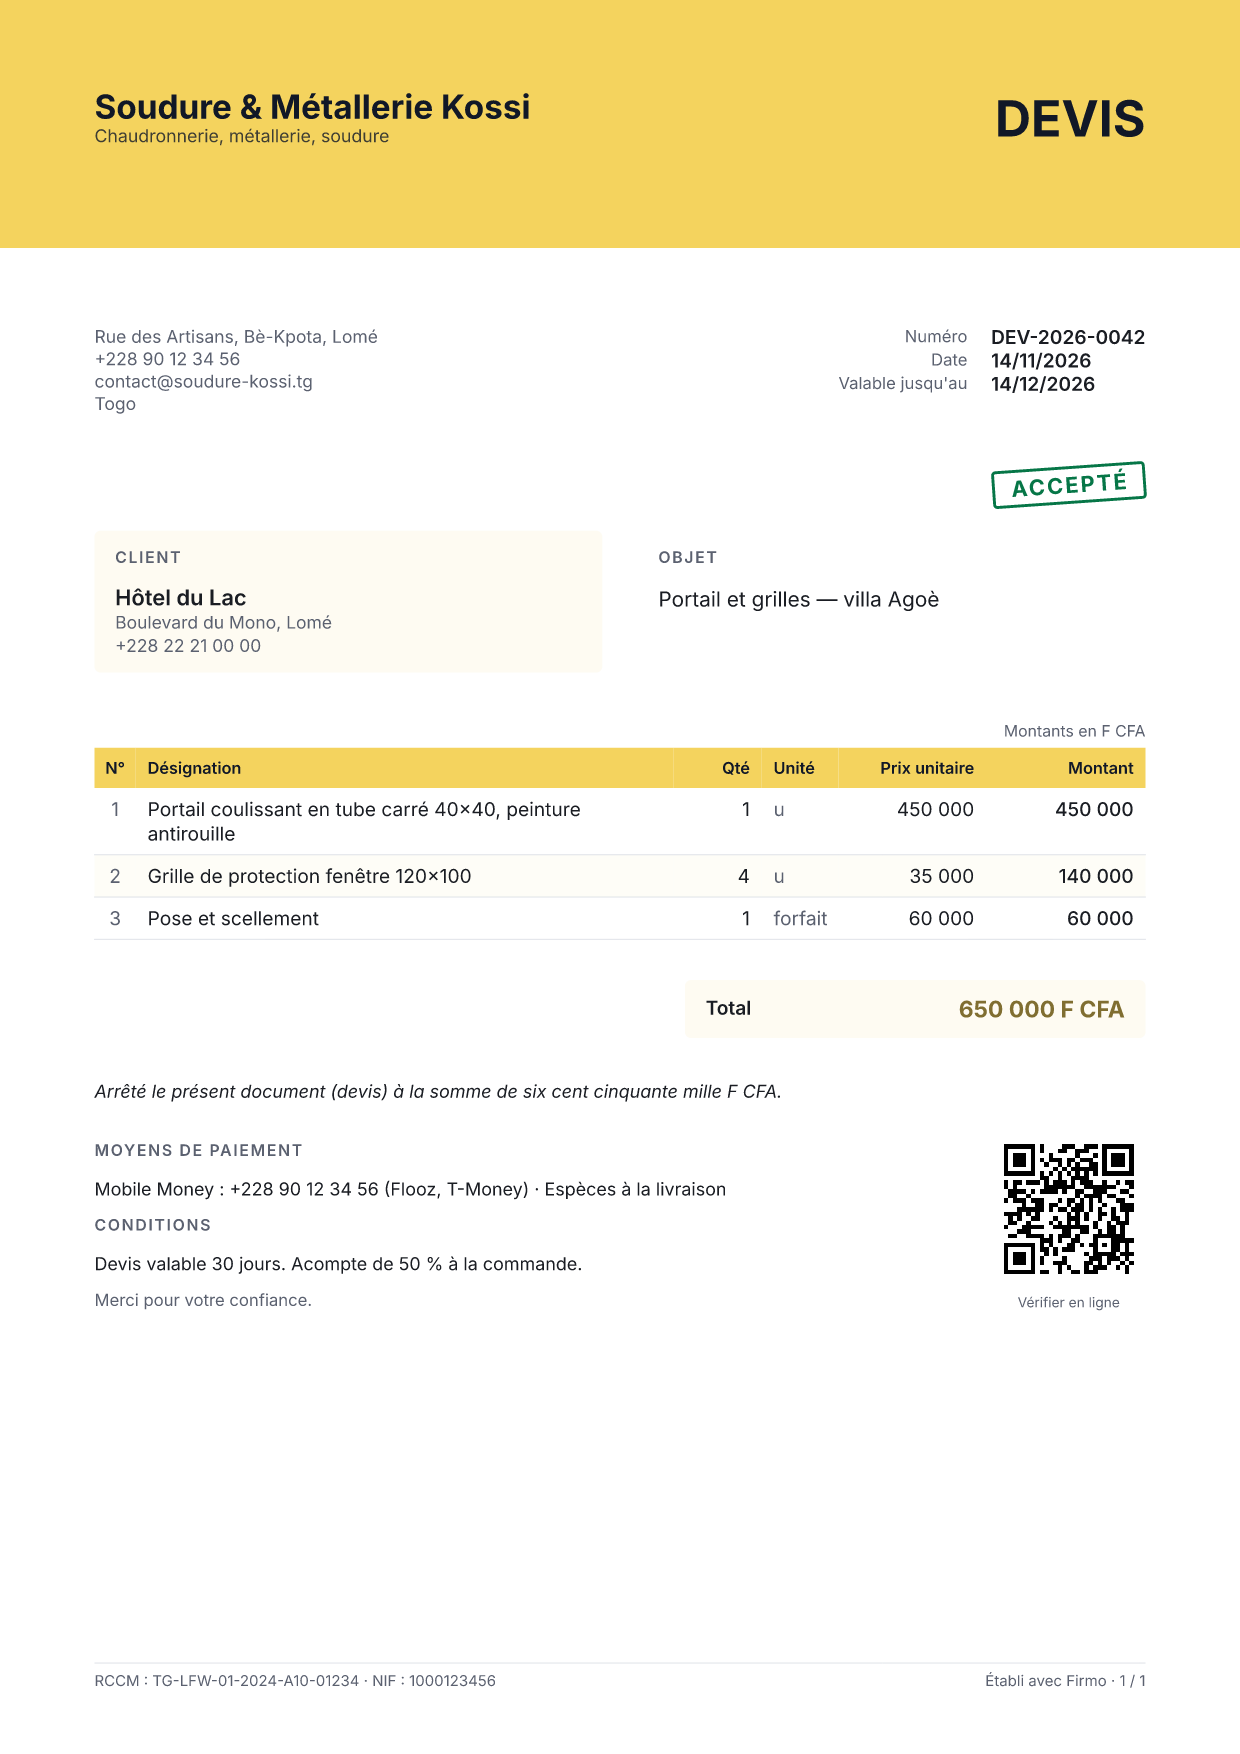 Soudure & Métallerie Kossi
Chaudronnerie, métallerie, soudure
DEVIS
Rue des Artisans, Bè-Kpota, Lomé
+228 90 12 34 56
contact@soudure-kossi.tg
Togo
Numéro DEV-2026-0042
Date 14/11/2026
Valable jusqu'au 14/12/2026
ACCEPTÉ
CLIENT
Hôtel du Lac
Boulevard du Mono, Lomé
+228 22 21 00 00
OBJET
Portail et grilles — villa Agoè
Montants en F CFA
N° Désignation Qté Unité Prix unitaire Montant
1 Portail coulissant en tube carré 40×40, peinture 1 u 450 000 450 000
antirouille
2 Grille de protection fenêtre 120×100 4 u 35 000 140 000
3 Pose et scellement 1 forfait 60 000 60 000
Total 650 000 F CFA
Arrêté le présent document (devis) à la somme de six cent cinquante mille F CFA.
MOYENS DE PAIEMENT
Mobile Money : +228 90 12 34 56 (Flooz, T-Money) · Espèces à la livraison
CONDITIONS
Devis valable 30 jours. Acompte de 50 % à la commande.
Merci pour votre confiance.
Vérifier en ligne
RCCM : TG-LFW-01-2024-A10-01234 · NIF : 1000123456
Établi avec Firmo · 1 / 1